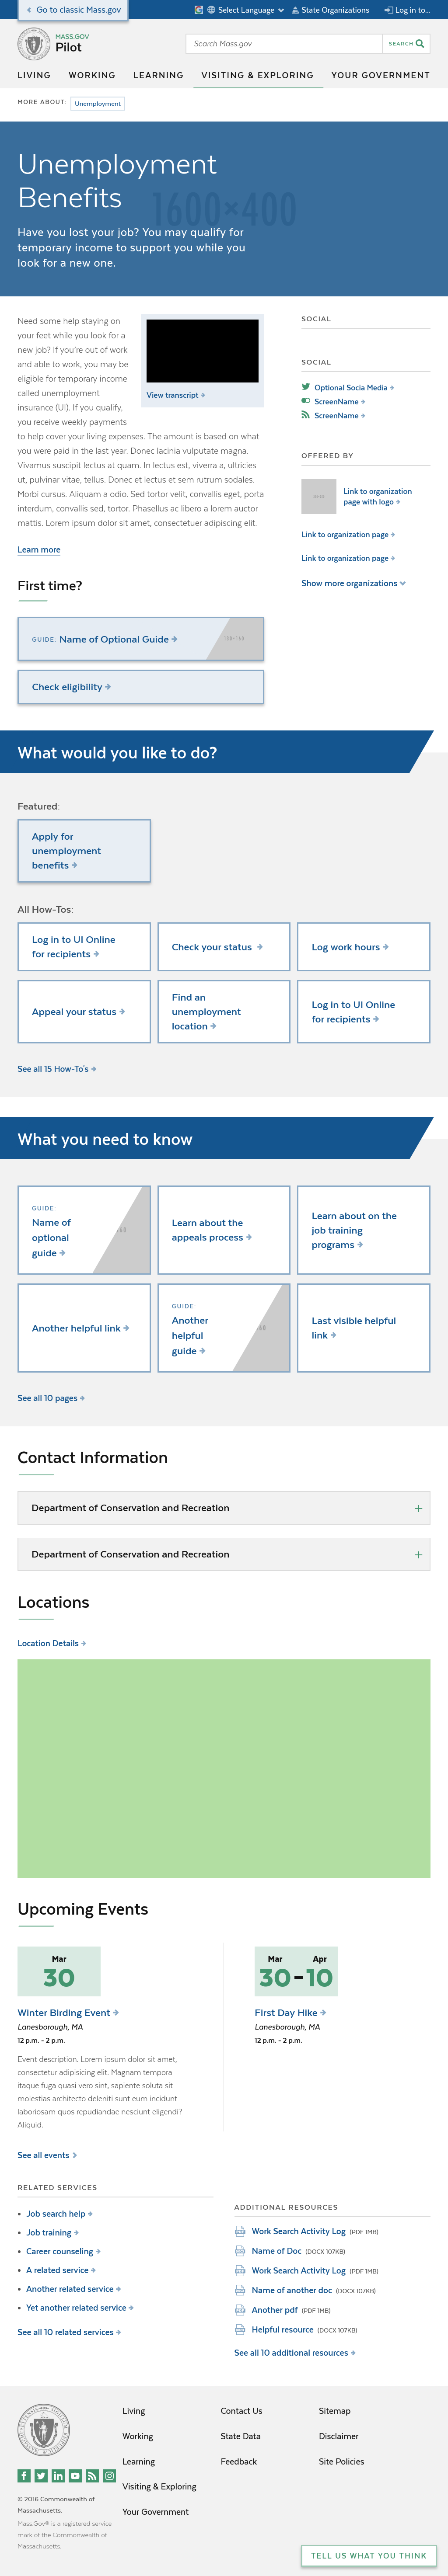 Go to classic Mass.gov
Select Language
State Organizations
Log in to...
MASS.GOV
Pilot
Search Mass.gov
SEARCH
LIVING
WORKING
LEARNING
VISITING & EXPLORING
YOUR GOVERNMENT
MORE ABOUT:
Unemployment
1600×400
Unemployment
Benefits
Have you lost your job? You may qualify for
temporary income to support you while you
look for a new one.
Need some help staying on
your feet while you look for a
new job? If you're out of work
and able to work, you may be
eligible for temporary income
called unemployment
insurance (UI). If you qualify,
you receive weekly payments
to help cover your living expenses. The amount is based on what
you were paid in the last year. Donec lacinia vulputate magna.
Vivamus suscipit lectus at quam. In lectus est, viverra a, ultricies
ut, pulvinar vitae, tellus. Donec et lectus et sem rutrum sodales.
Morbi cursus. Aliquam a odio. Sed tortor velit, convallis eget, porta
interdum, convallis sed, tortor. Phasellus ac libero a lorem auctor
mattis. Lorem ipsum dolor sit amet, consectetuer adipiscing elit.
View transcript
Learn more
First time?
GUIDE: Name of Optional Guide
Check eligibility
SOCIAL
SOCIAL
Optional Socia Media
ScreenName
ScreenName
OFFERED BY
Link to organization
page with logo
Link to organization page
Link to organization page
Show more organizations
What would you like to do?
Featured:
Apply for
unemployment
benefits
All How-Tos:
Log in to UI Online
for recipients
Check your status
Log work hours
Appeal your status
Find an
unemployment
location
Log in to UI Online
for recipients
See all 15 How-To's
What you need to know
GUIDE
Name of
optional
guide
Learn about the
appeals process
Learn about on the
job training
programs
Another helpful link
GUIDE
Another
helpful
guide
Last visible helpful
link
See all 10 pages
Contact Information
Department of Conservation and Recreation
Department of Conservation and Recreation
Locations
Location Details
Upcoming Events
Mar
30
Winter Birding Event
Lanesborough, MA
12 p.m. - 2 p.m.
Event description. Lorem ipsum dolor sit amet,
consectetur adipisicing elit. Magnam tempora
itaque fuga quasi vero sint, sapiente soluta sit
molestias architecto deleniti sunt eum incidunt
laboriosam quos repudiandae nesciunt eligendi?
Aliquid.
Mar Apr
30-10
First Day Hike
Lanesborough, MA
12 p.m. - 2 p.m.
See all events
RELATED SERVICES
Job search help
Job training
Career counseling
A related service
Another related service
Yet another related service
See all 10 related services
ADDITIONAL RESOURCES
Work Search Activity Log (PDF 1MB)
Name of Doc (DOCX 107KB)
Work Search Activity Log (PDF 1MB)
Name of another doc (DOCX 107KB)
Another pdf (PDF 1MB)
Helpful resource (DOCX 107KB)
See all 10 additional resources
© 2016 Commonwealth of
Massachusetts.
Mass.Gov® is a registered service
mark of the Commonwealth of
Massachusetts.
Living
Working
Learning
Visiting & Exploring
Your Government
Contact Us
State Data
Feedback
Sitemap
Disclaimer
Site Policies
TELL US WHAT YOU THINK